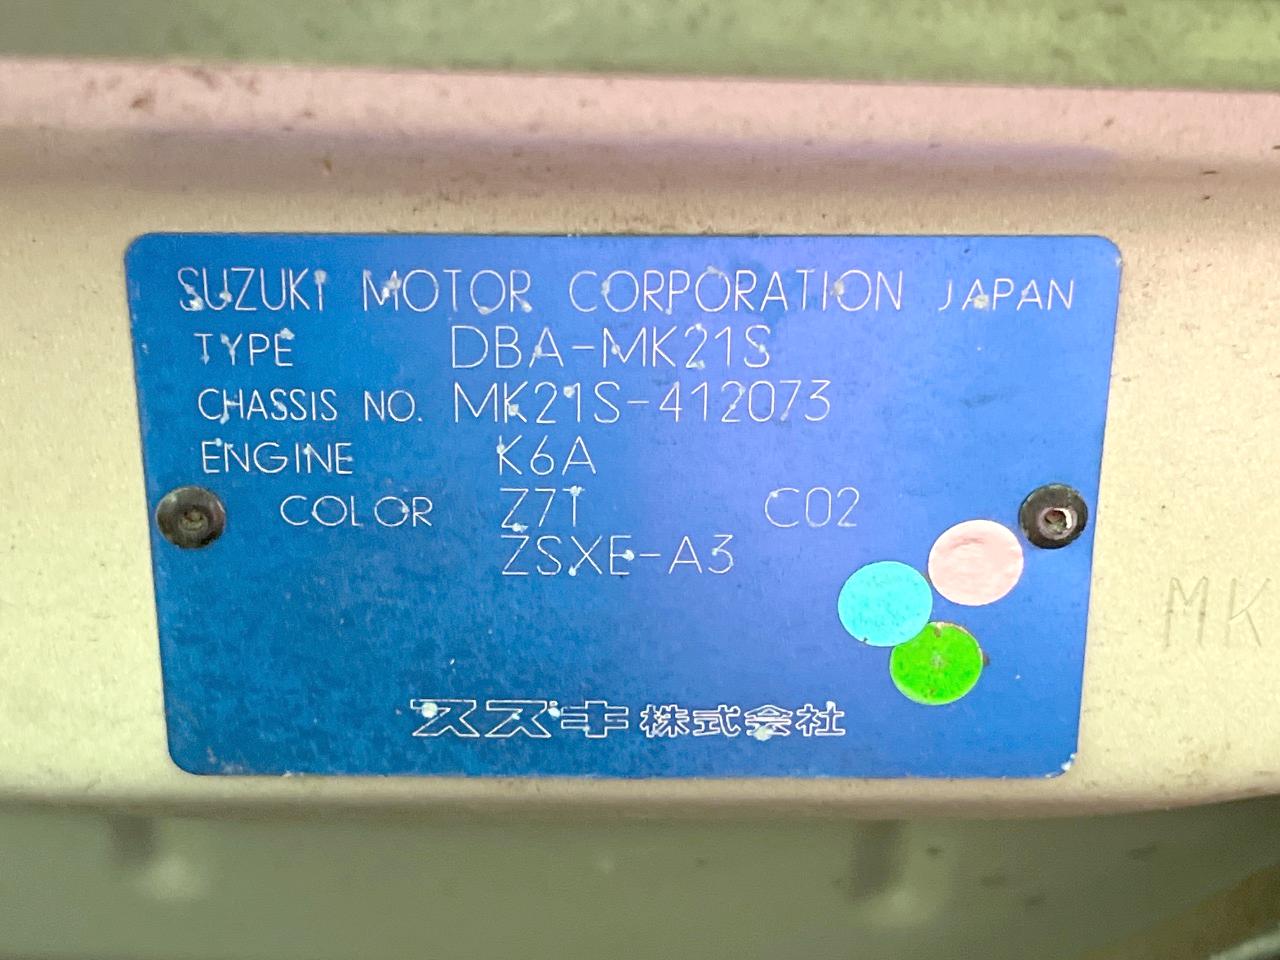 SUZUKI MOTOR CORPORATION JAPAN
TYPE DBA-MK21S
CHASSIS NO. MK21S-412073
ENGINE K6A
COLOR Z7T C02
ZSXE-A3
MK
スズキ株式会社